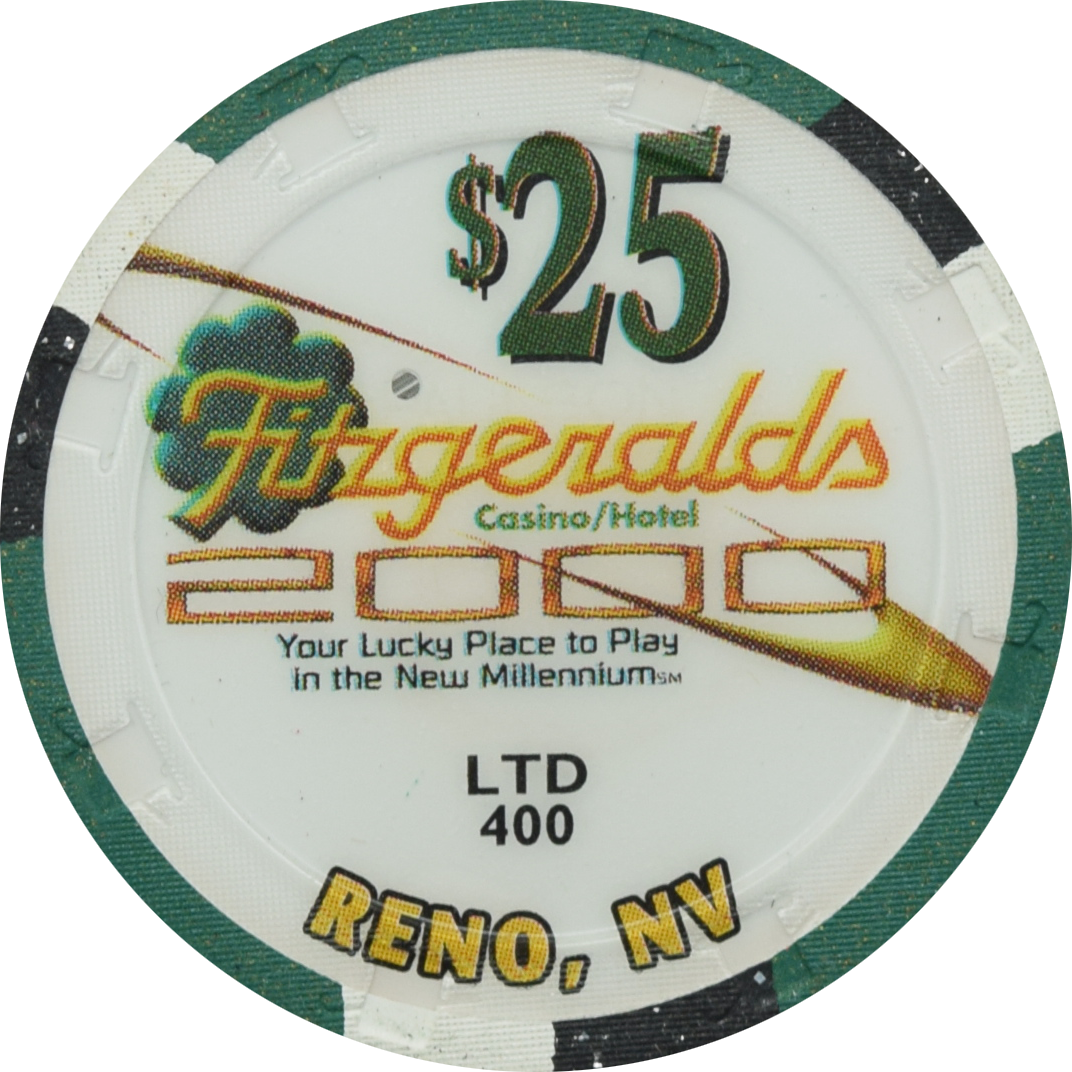 $25
Fitzgeralds
Casino/Hotel
2000
Your Lucky Place to Play
in the New Millennium℠
LTD
400
RENO, NV